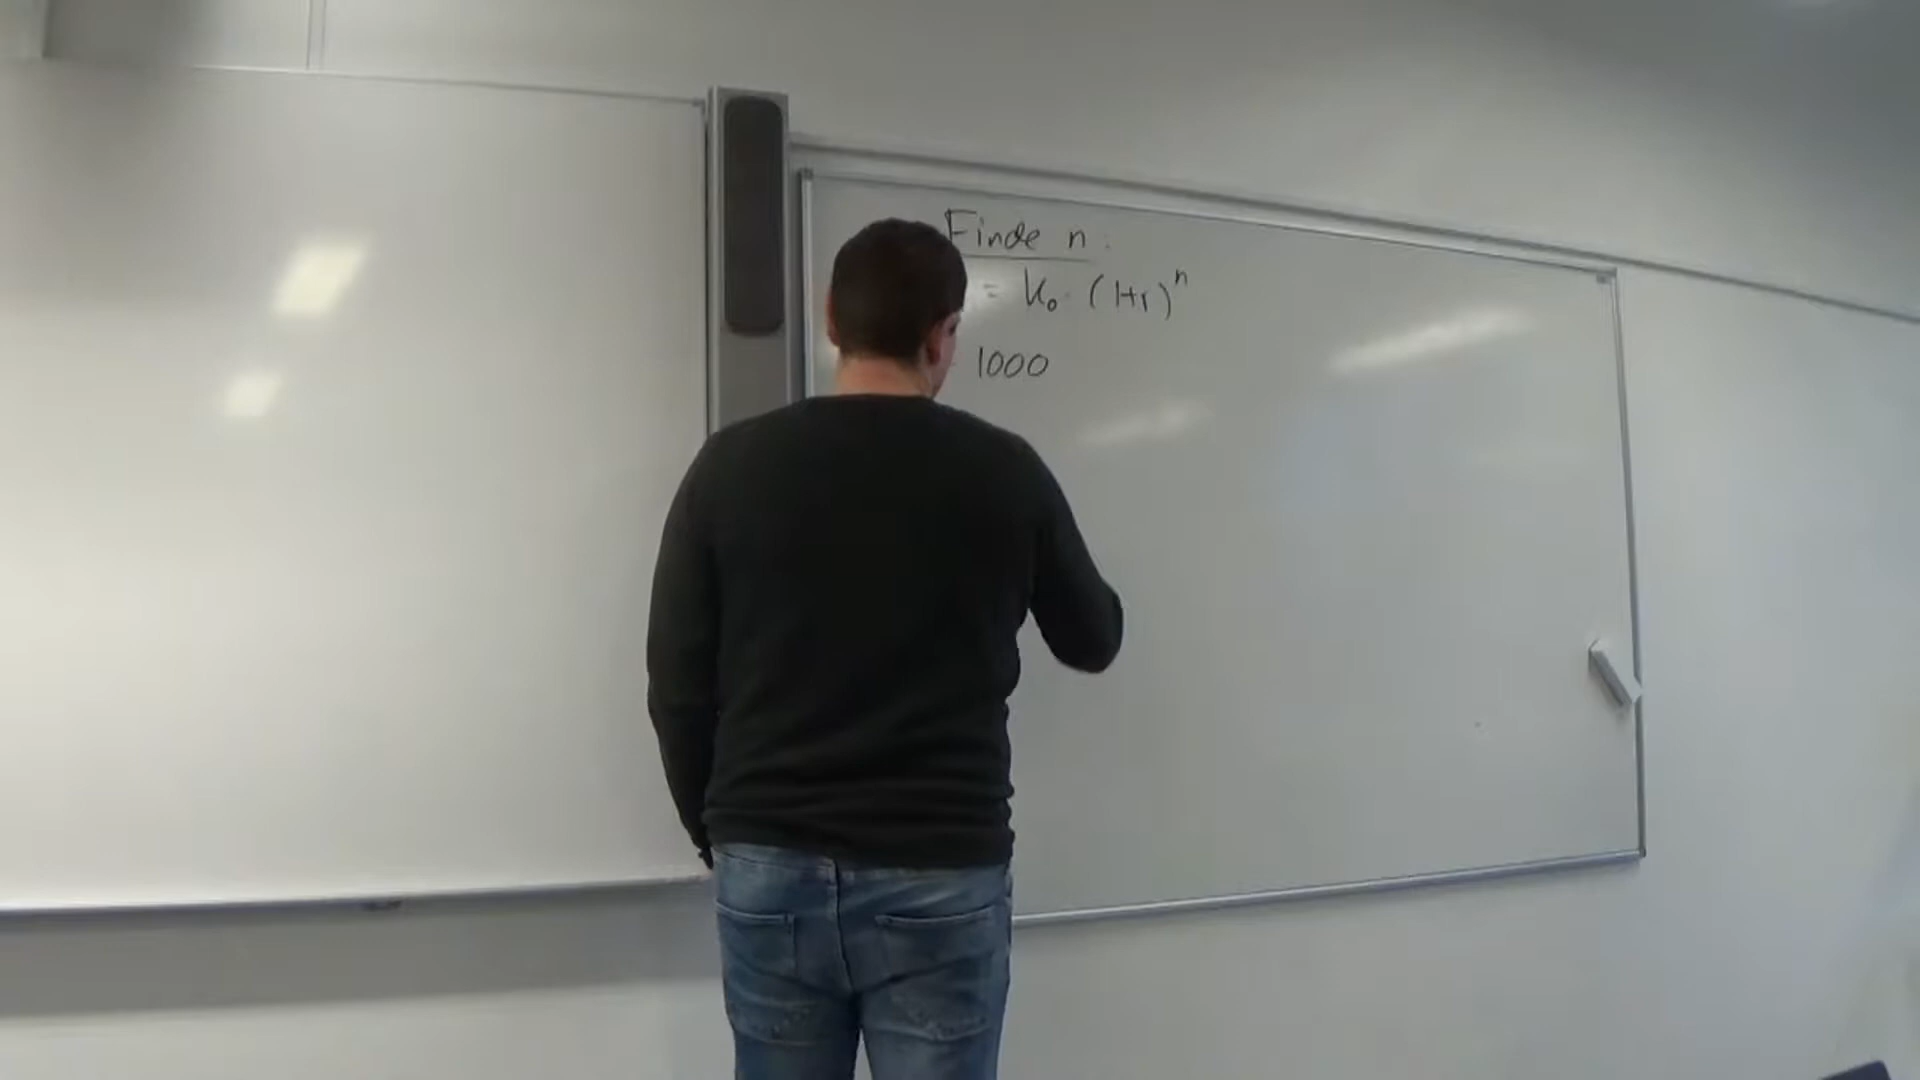 Finde n:
= K₀ · (1+r)ⁿ
1000